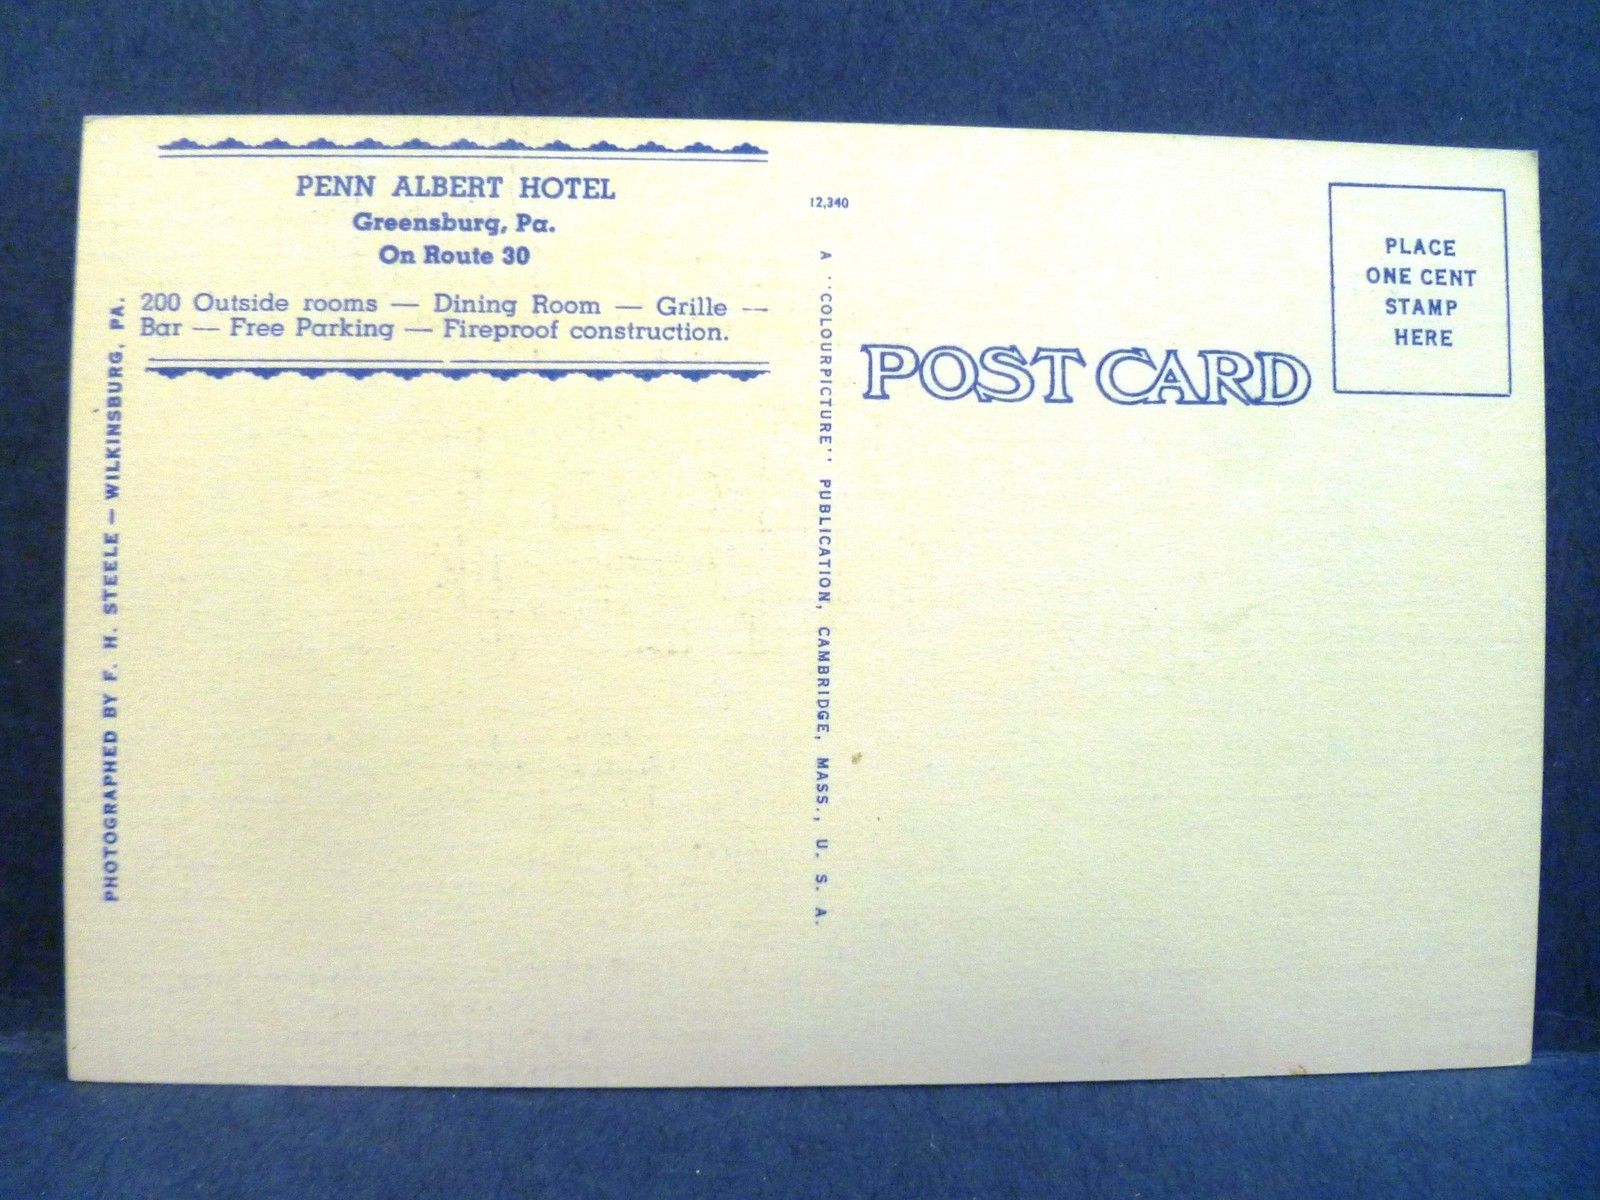 PENN ALBERT HOTEL
Greensburg, Pa.
On Route 30
200 Outside rooms — Dining Room — Grille —
Bar — Free Parking — Fireproof construction.
PHOTOGRAPHED BY F. H. STEELE — WILKINSBURG, PA.
12,340
A "COLOURPICTURE" PUBLICATION, CAMBRIDGE, MASS., U. S. A.
POST CARD
PLACE
ONE CENT
STAMP
HERE